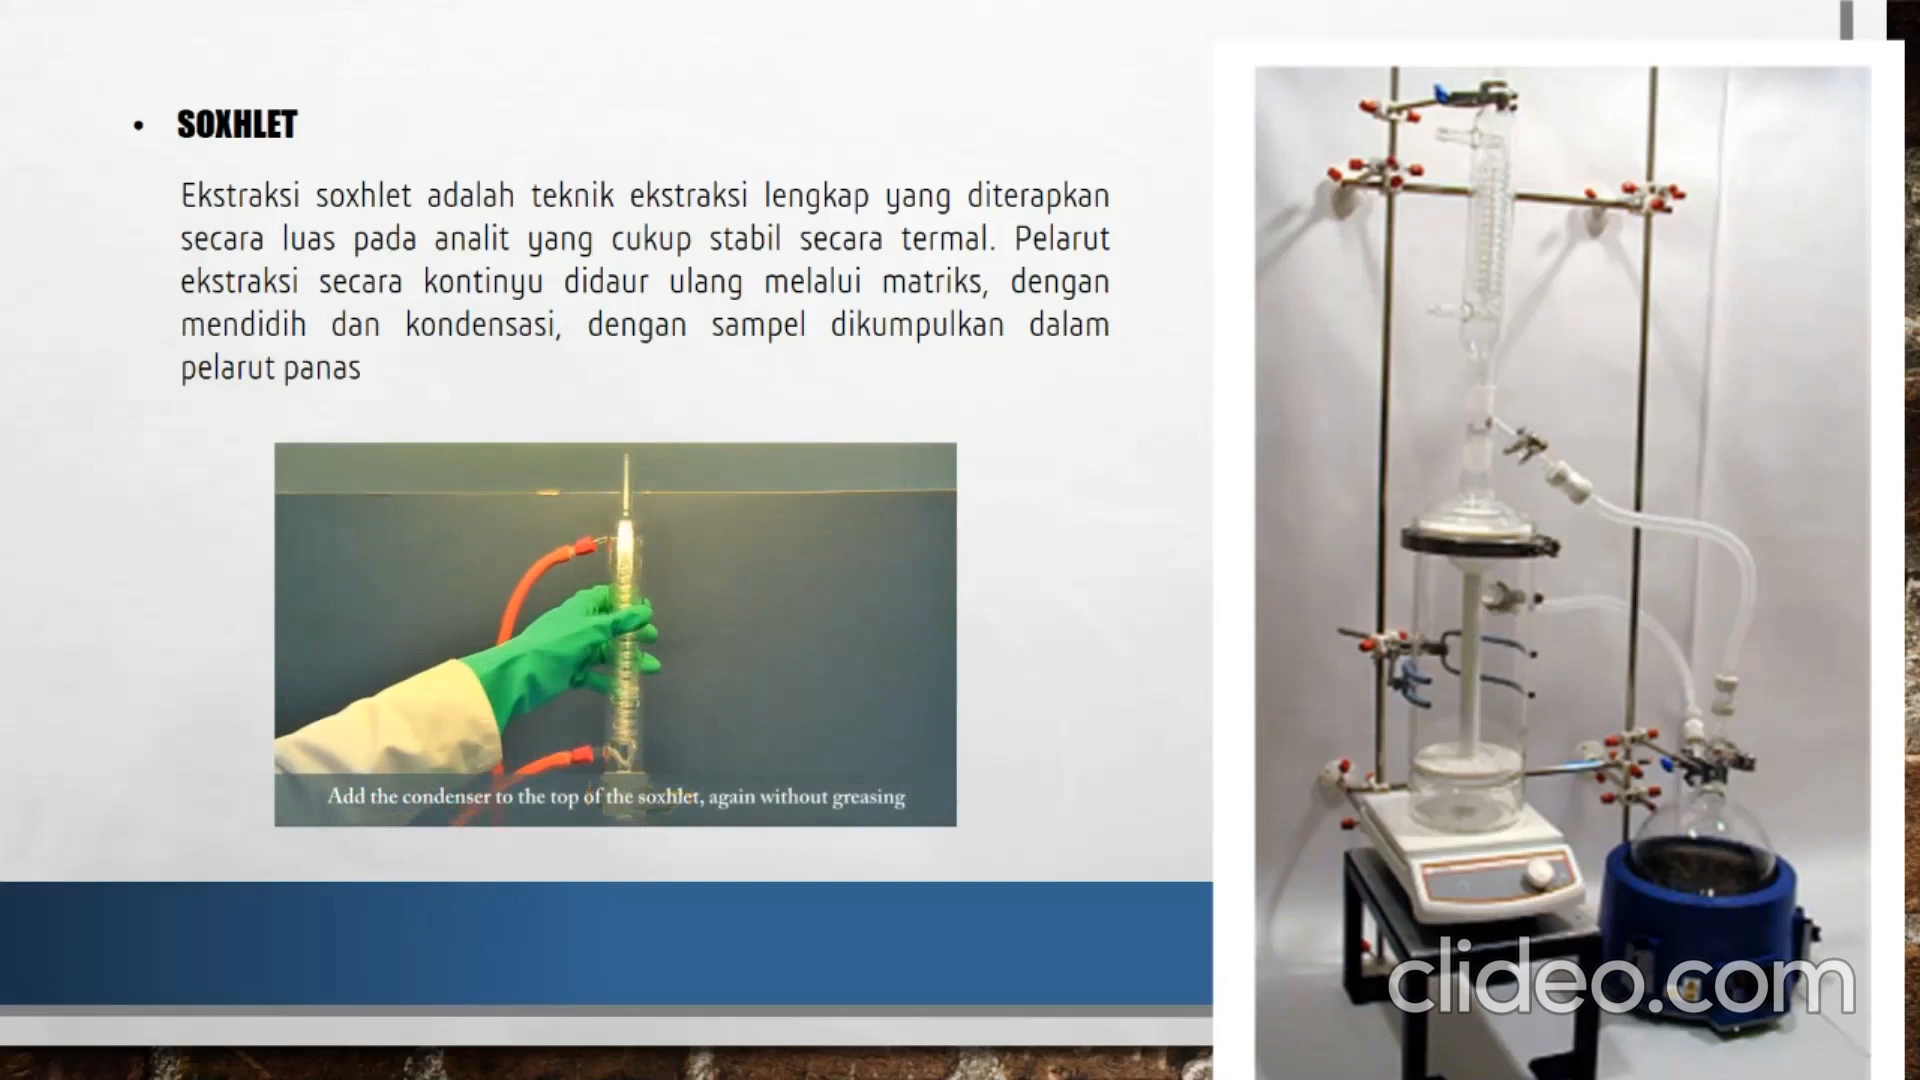 • SOXHLET
Ekstraksi soxhlet adalah teknik ekstraksi lengkap yang diterapkan
secara luas pada analit yang cukup stabil secara termal. Pelarut
ekstraksi secara kontinyu didaur ulang melalui matriks, dengan
mendidih dan kondensasi, dengan sampel dikumpulkan dalam
pelarut panas
Add the condenser to the top of the soxhlet, again without greasing
clideo.com